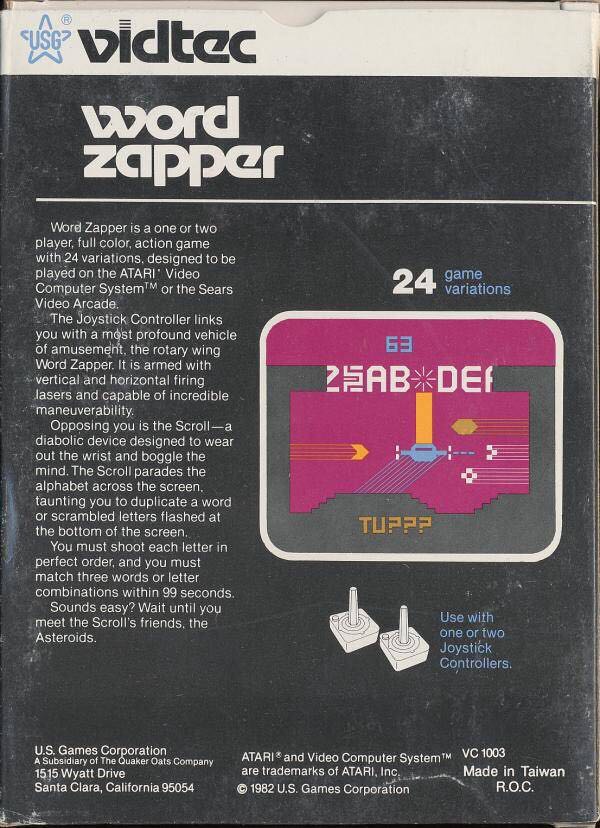 USG® vidtec
word
zapper
Word Zapper is a one or two
player, full color, action game
with 24 variations, designed to be
played on the ATARI® Video
Computer System™ or the Sears
Video Arcade.
The Joystick Controller links
you with a most profound vehicle
of amusement, the rotary wing
Word Zapper. It is armed with
vertical and horizontal firing
lasers and capable of incredible
maneuverability.
Opposing you is the Scroll—a
diabolic device designed to wear
out the wrist and boggle the
mind. The Scroll parades the
alphabet across the screen,
taunting you to duplicate a word
or scrambled letters flashed at
the bottom of the screen.
You must shoot each letter in
perfect order, and you must
match three words or letter
combinations within 99 seconds.
Sounds easy? Wait until you
meet the Scroll's friends, the
Asteroids.
24 game
variations
63
AB DEF
TU???
Use with
one or two
Joystick
Controllers.
U.S. Games Corporation
A Subsidiary of The Quaker Oats Company
1515 Wyatt Drive
Santa Clara, California 95054
ATARI® and Video Computer System™
are trademarks of ATARI, Inc.
© 1982 U.S. Games Corporation
VC 1003
Made in Taiwan
R.O.C.